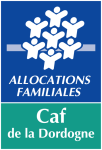 ALLOCATIONS
FAMILIALES
Caf
de la Dordogne